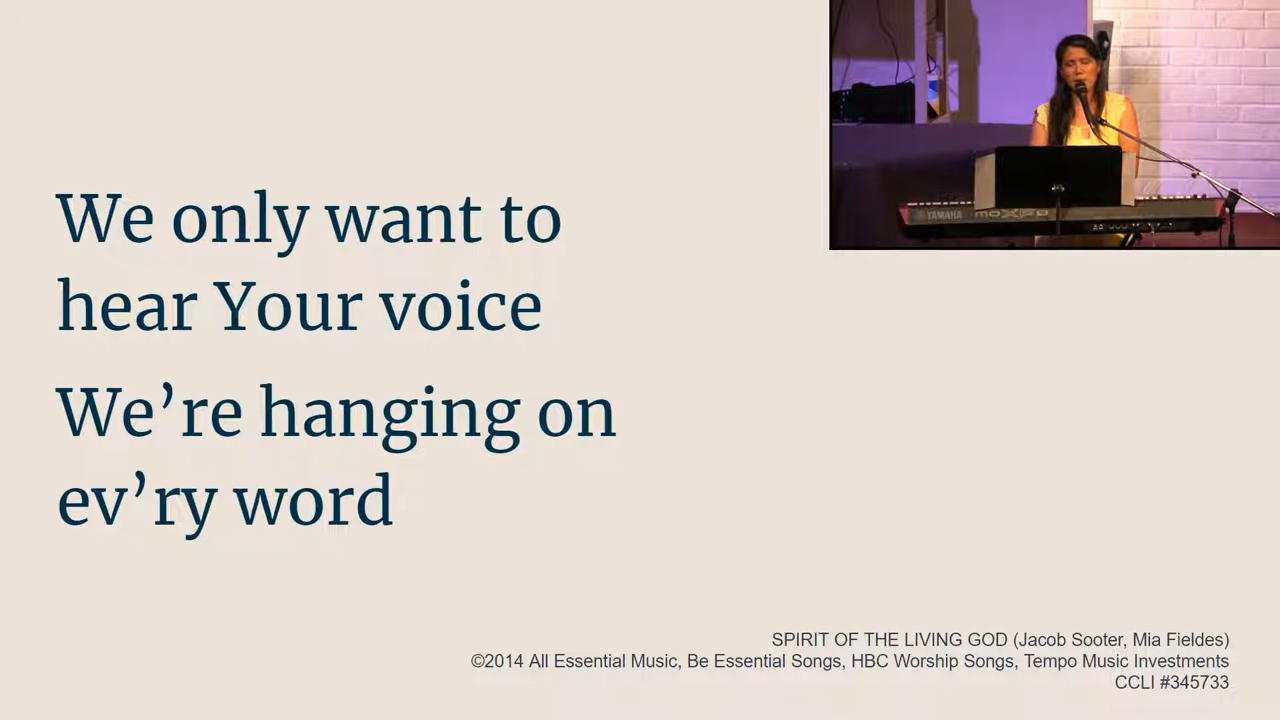 YAMAHA MOXF8
We only want to
hear Your voice
We’re hanging on
ev’ry word
SPIRIT OF THE LIVING GOD (Jacob Sooter, Mia Fieldes)
©2014 All Essential Music, Be Essential Songs, HBC Worship Songs, Tempo Music Investments
CCLI #345733